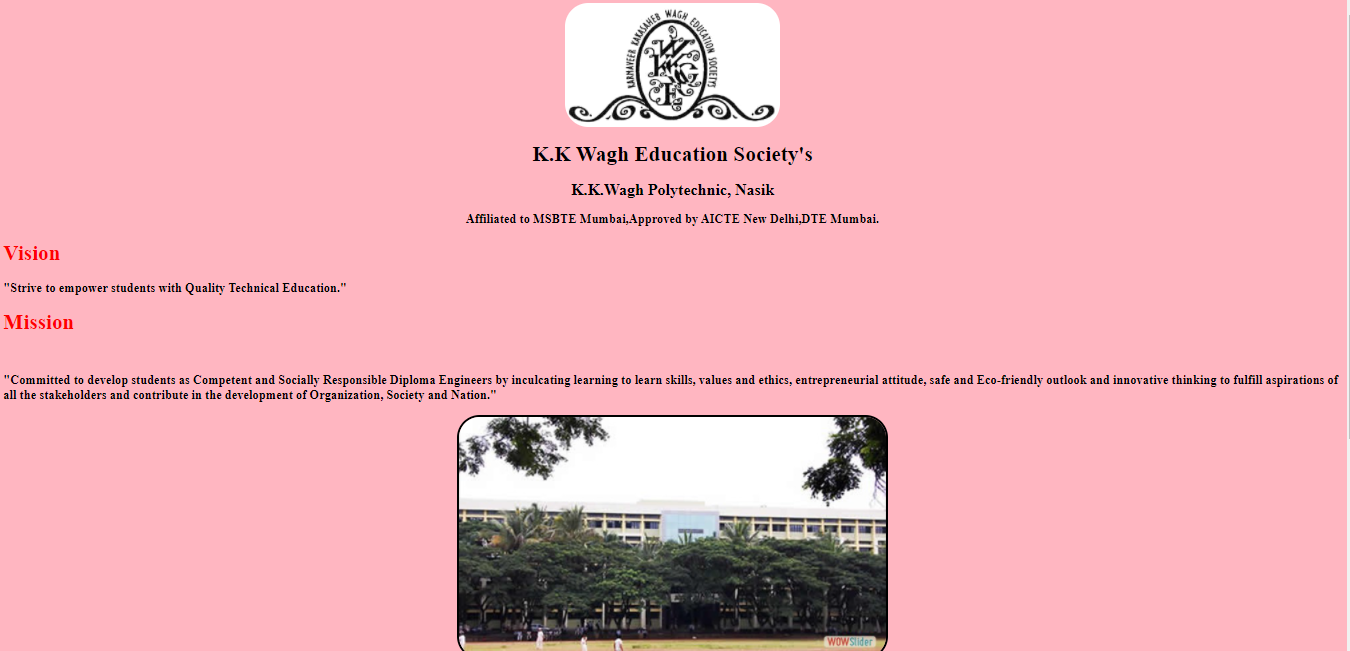 KARMAVEER KAKASAHEB WAGH EDUCATION SOCIETY
K.K Wagh Education Society's
K.K.Wagh Polytechnic, Nasik
Affiliated to MSBTE Mumbai,Approved by AICTE New Delhi,DTE Mumbai.
Vision
"Strive to empower students with Quality Technical Education."
Mission
"Committed to develop students as Competent and Socially Responsible Diploma Engineers by inculcating learning to learn skills, values and ethics, entrepreneurial attitude, safe and Eco-friendly outlook and innovative thinking to fulfill aspirations of
all the stakeholders and contribute in the development of Organization, Society and Nation."
WOWSlider